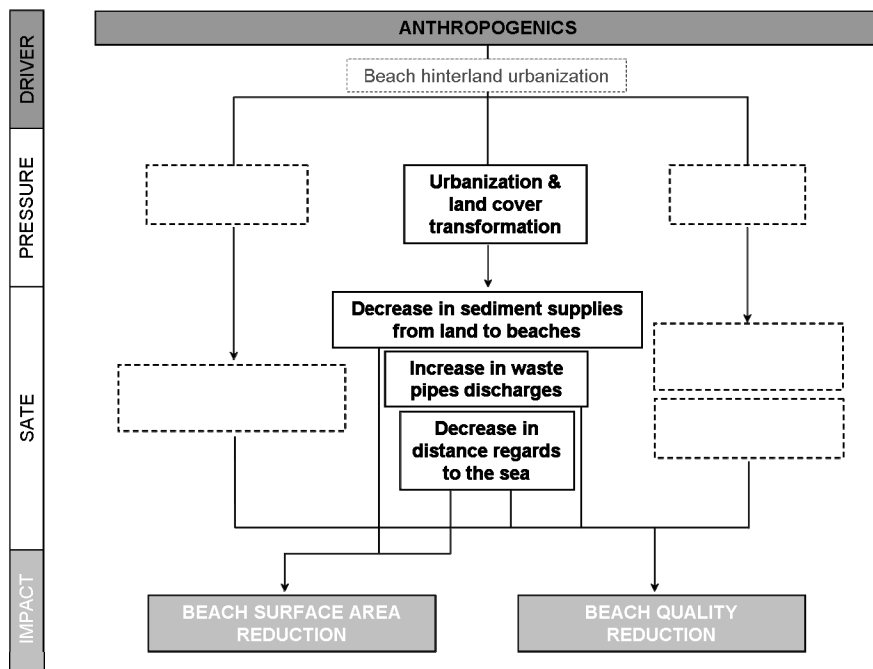 DRIVER
ANTHROPOGENICS
Beach hinterland urbanization
PRESSURE
Urbanization &
land cover
transformation
SATE
Decrease in sediment supplies
from land to beaches
Increase in waste
pipes discharges
Decrease in
distance regards
to the sea
IMPACT
BEACH SURFACE AREA
REDUCTION
BEACH QUALITY
REDUCTION